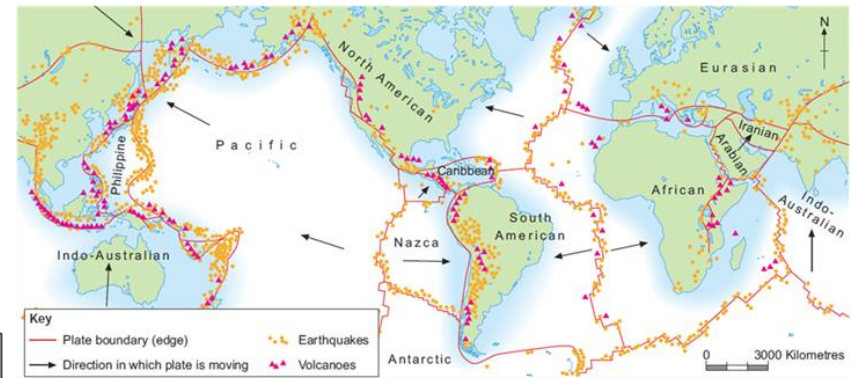 N
North American
Eurasian
Pacific
Philippine
Caribbean
Iranian
Arabian
African
Indo-
Australian
South
American
Nazca
Indo-Australian
Antarctic
Key
Plate boundary (edge)
Earthquakes
Direction in which plate is moving
Volcanoes
0 3000 Kilometres